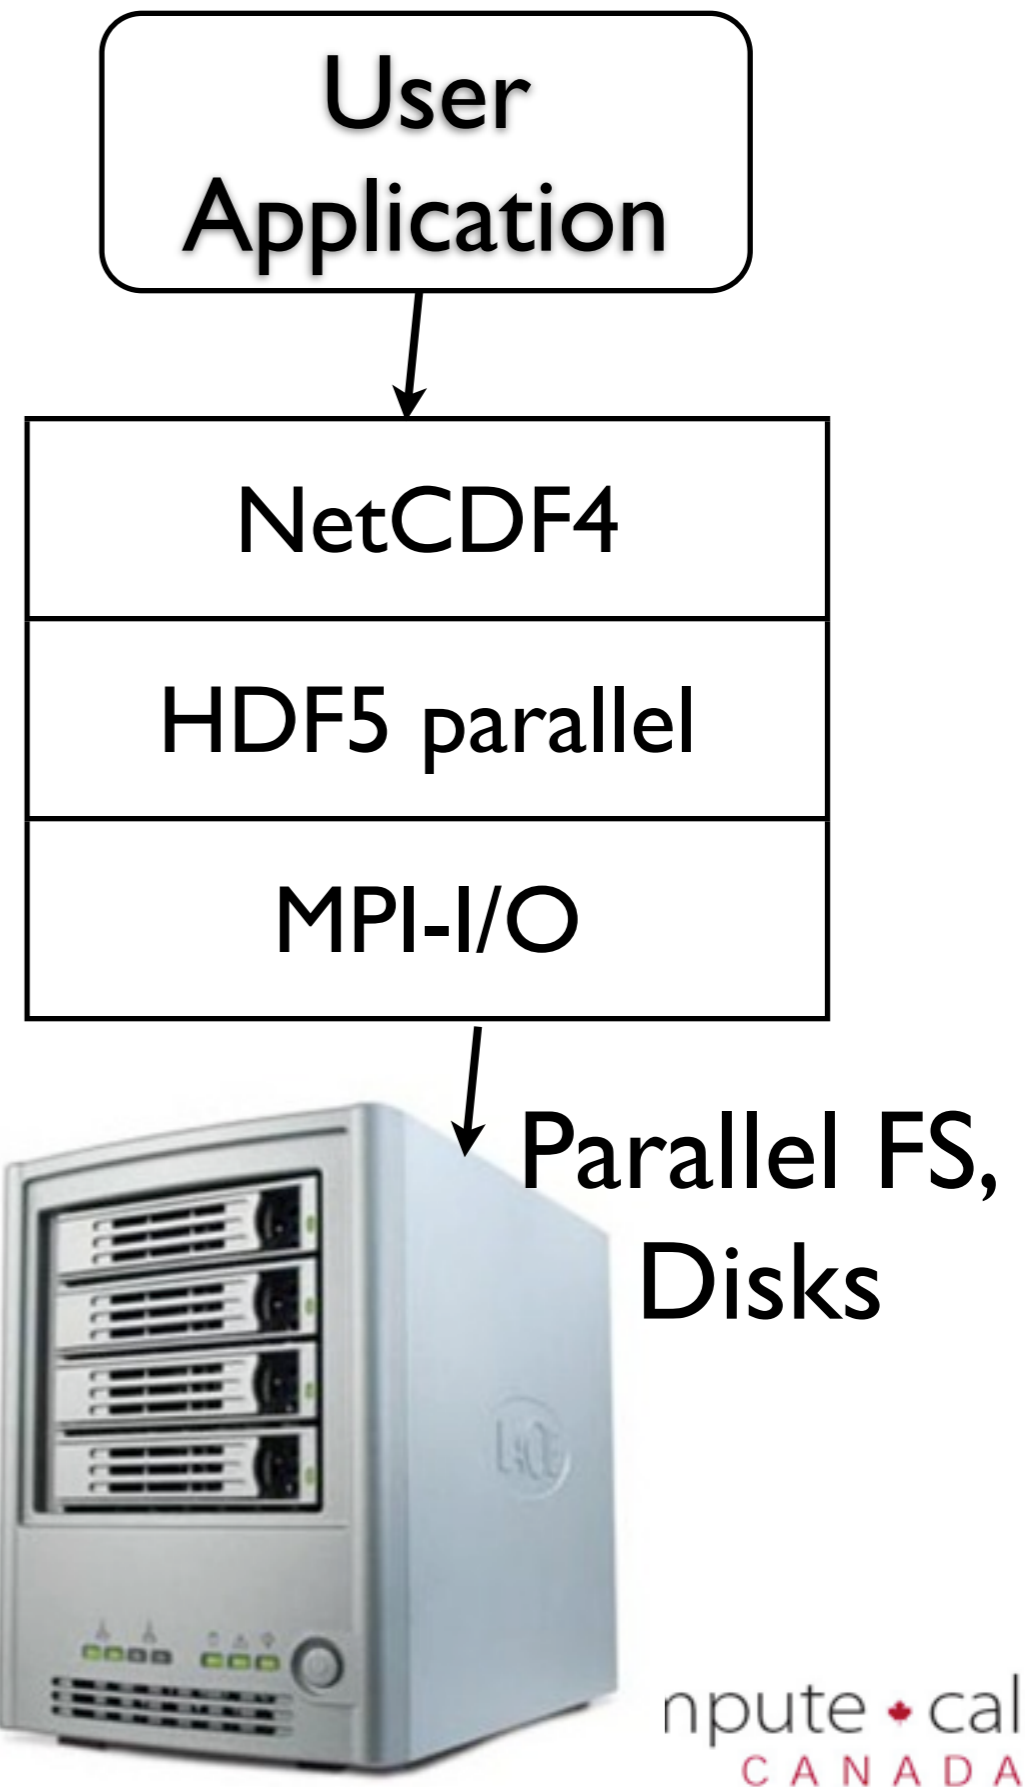 User
Application
NetCDF4
HDF5 parallel
MPI-I/O
Parallel FS,
Disks
npute cal
CANADA